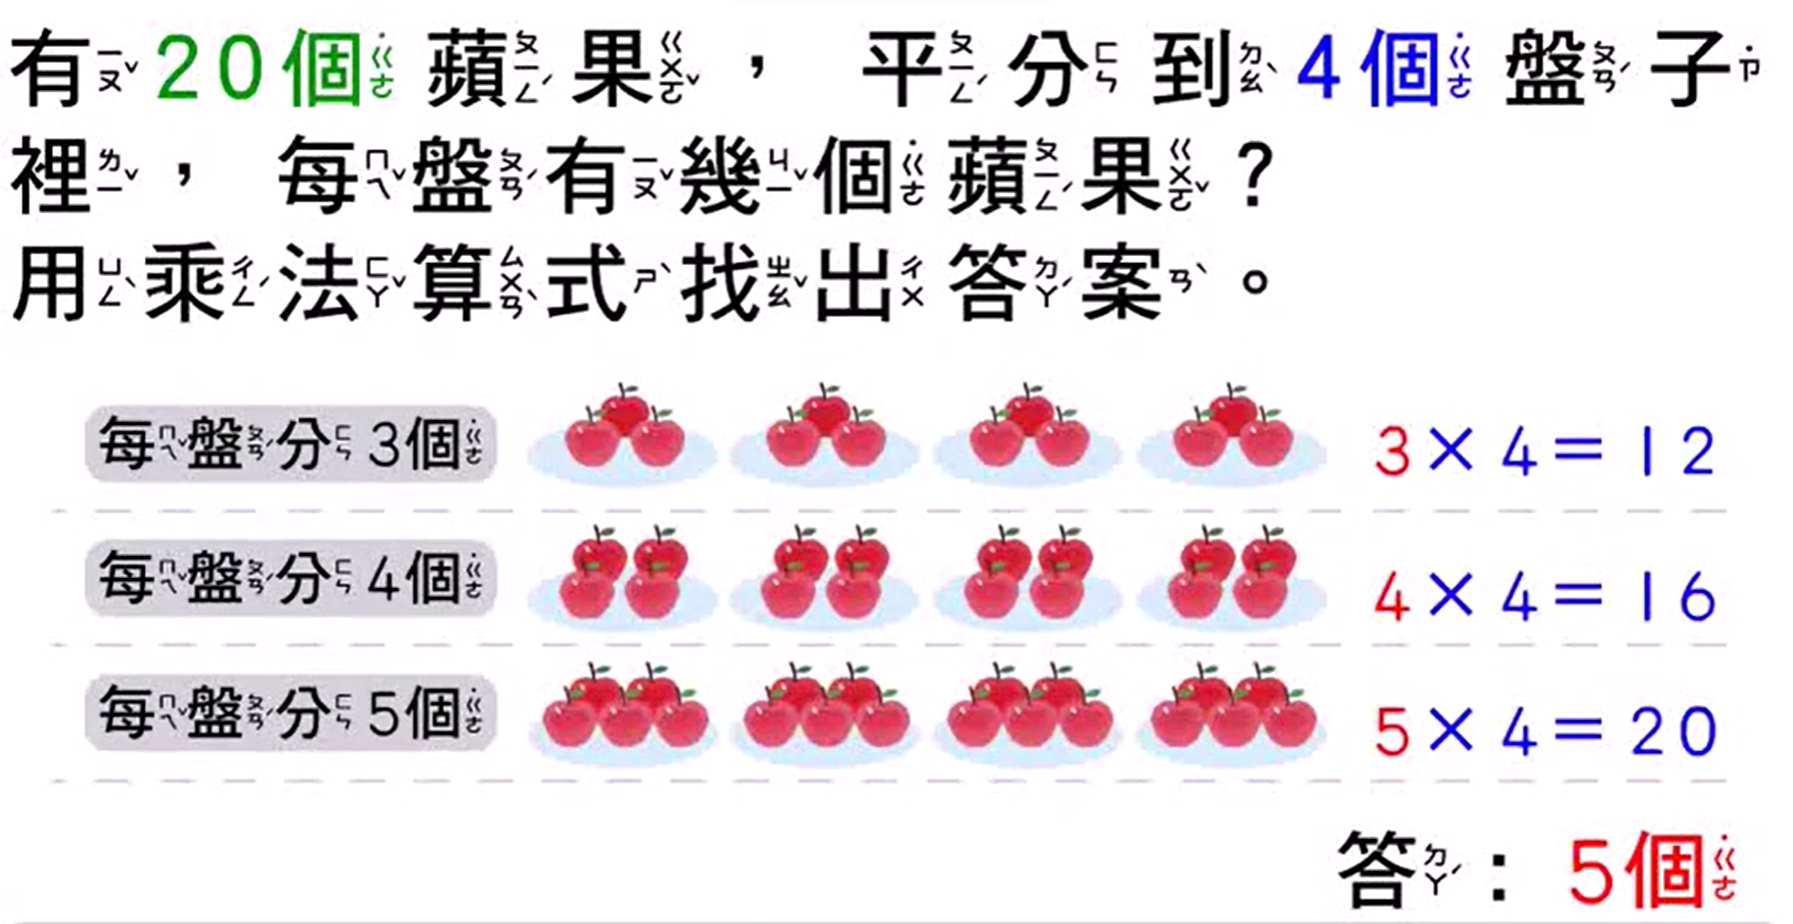 有20個蘋果，平分到4個盤子
裡，每盤有幾個蘋果?
用乘法算式找出答案。
每盤分3個 3×4=12
每盤分4個 4×4=16
每盤分5個 5×4=20
答：5個